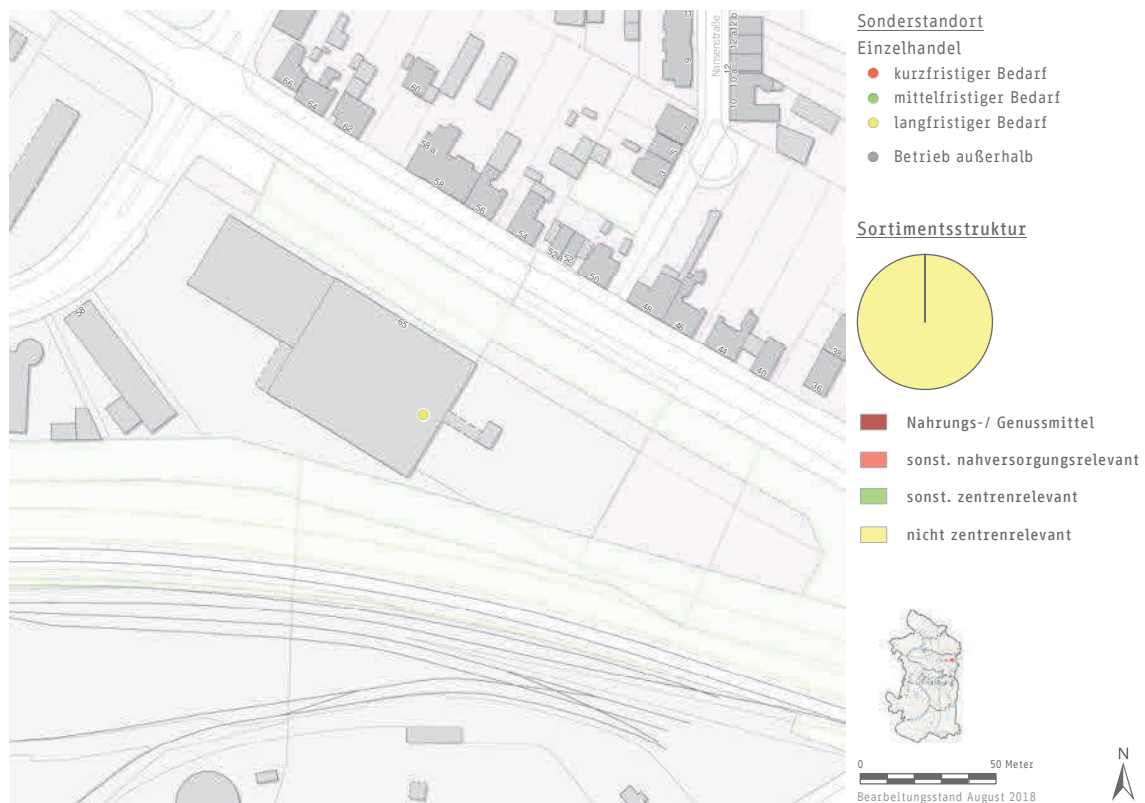 Sonderstandort
Einzelhandel
kurzfristiger Bedarf
mittelfristiger Bedarf
langfristiger Bedarf
Betrieb außerhalb
Sortimentsstruktur
Nahrungs-/ Genussmittel
sonst. nahversorgungsrelevant
sonst. zentrenrelevant
nicht zentrenrelevant
0 50 Meter
N
Bearbeitungsstand August 2018
Nansenstraße
11
9
12 b
12 a
12
10 a
10
7
5
3
66
64
62
60
58 a
58
56
54
52 a
52
50
48
46
44
40
38
36
65
58